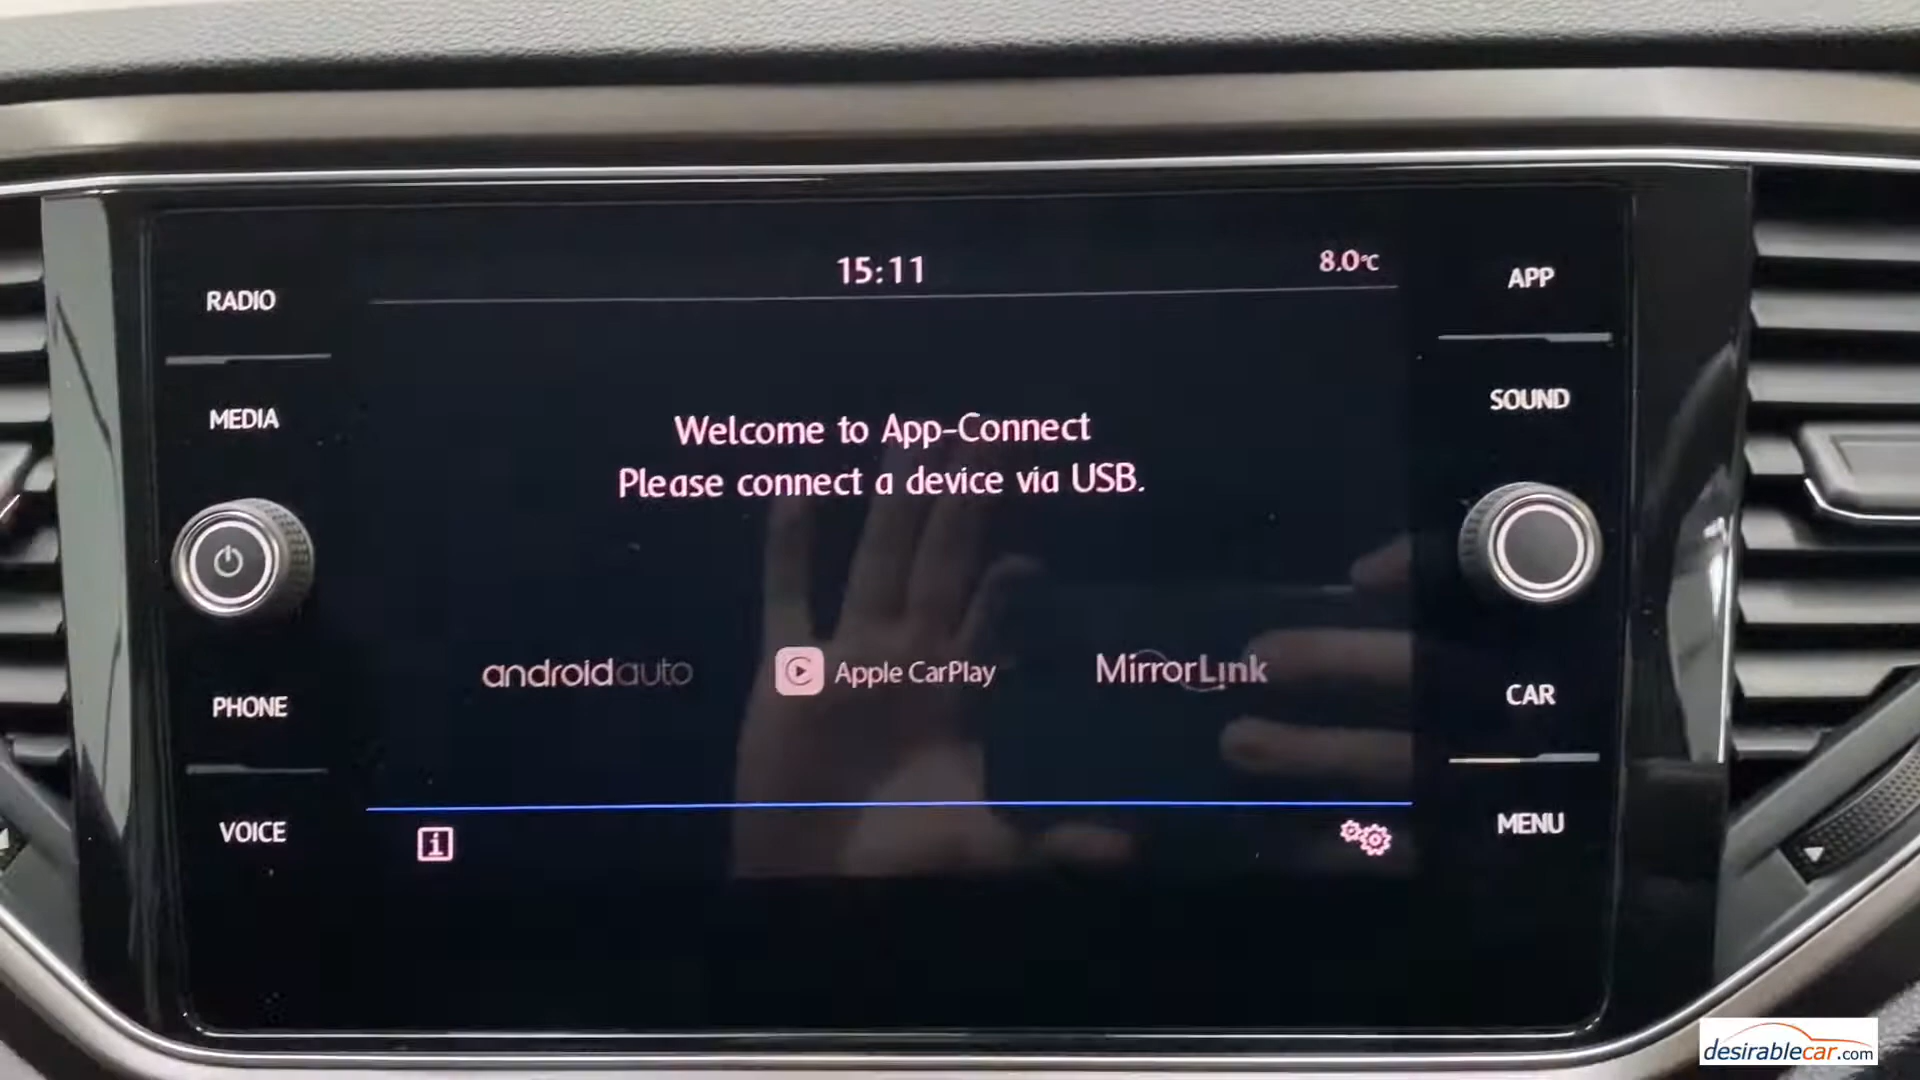 15:11
8.0°C
RADIO
MEDIA
PHONE
VOICE
Welcome to App-Connect
Please connect a device via USB.
androidauto
Apple CarPlay
MirrorLink
i
APP
SOUND
CAR
MENU
desirablecar.com